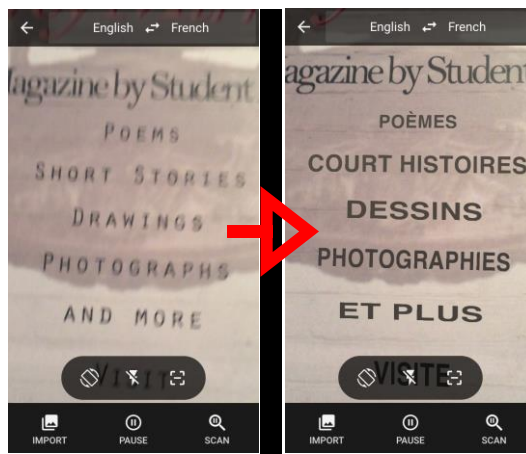 English French
agazine by Student
POEMS
SHORT STORIES
DRAWINGS
PHOTOGRAPHS
AND MORE
VISIT
IMPORT PAUSE SCAN
English French
agazine by Studen
POÈMES
COURT HISTOIRES
DESSINS
PHOTOGRAPHIES
ET PLUS
VISITE
IMPORT PAUSE SCAN